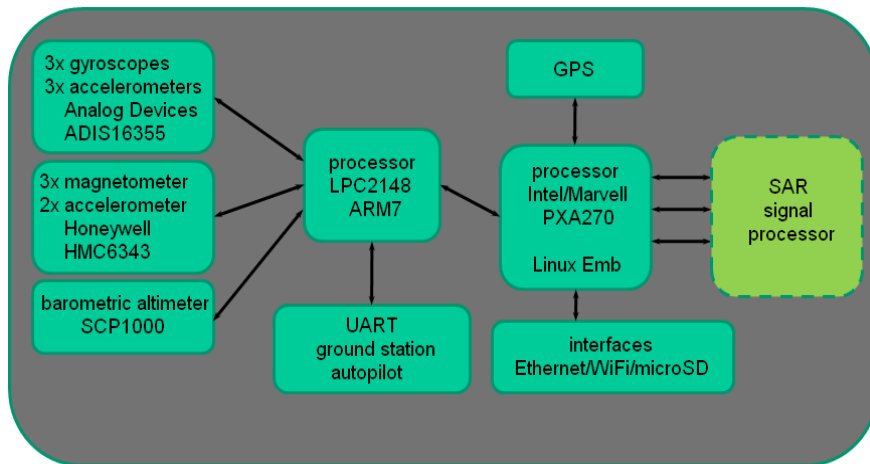 3x gyroscopes
3x accelerometers
Analog Devices
ADIS16355
3x magnetometer
2x accelerometer
Honeywell
HMC6343
barometric altimeter
SCP1000
processor
LPC2148
ARM7
UART
ground station
autopilot
GPS
processor
Intel/Marvell
PXA270
Linux Emb
interfaces
Ethernet/WiFi/microSD
SAR
signal
processor